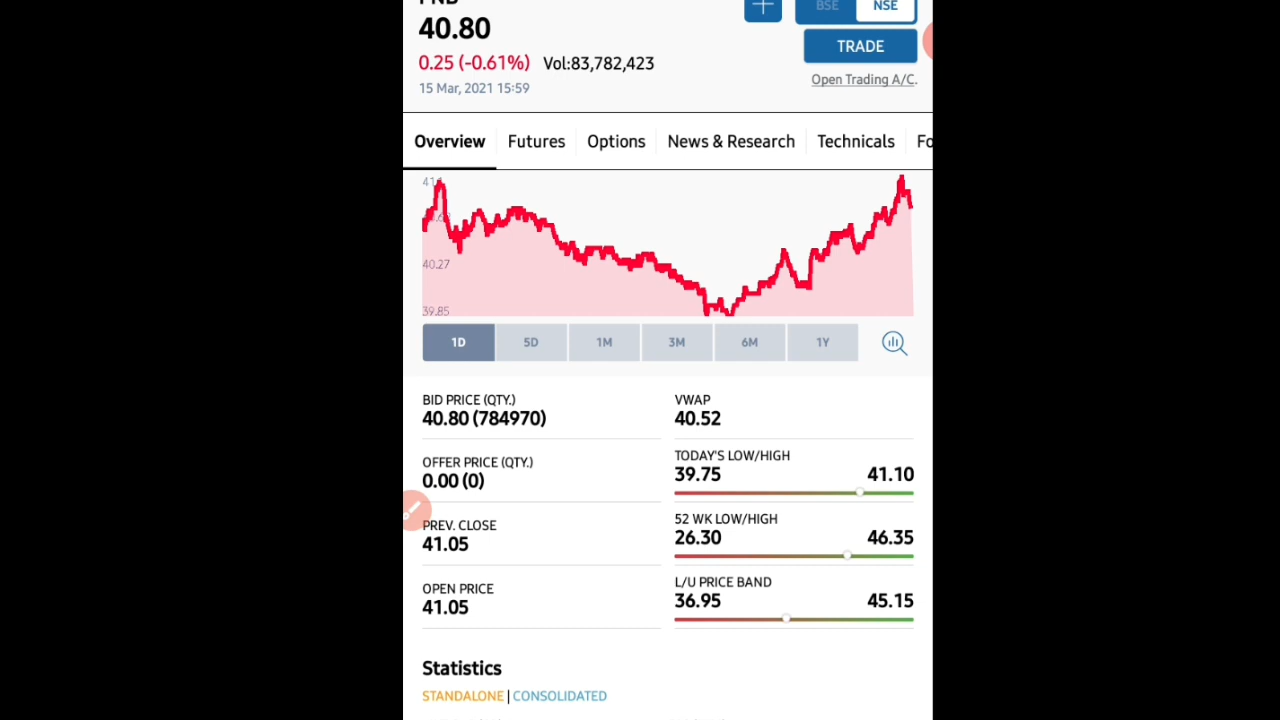 PNB
40.80
0.25 (-0.61%) Vol:83,782,423
15 Mar, 2021 15:59
BSE NSE
TRADE
Open Trading A/C.
Overview Futures Options News & Research Technicals Fo
40.27
39.85
1D 5D 1M 3M 6M 1Y
BID PRICE (QTY.)
40.80 (784970)
VWAP
40.52
OFFER PRICE (QTY.)
0.00 (0)
TODAY'S LOW/HIGH
39.75 41.10
PREV. CLOSE
41.05
52 WK LOW/HIGH
26.30 46.35
OPEN PRICE
41.05
L/U PRICE BAND
36.95 45.15
Statistics
STANDALONE | CONSOLIDATED